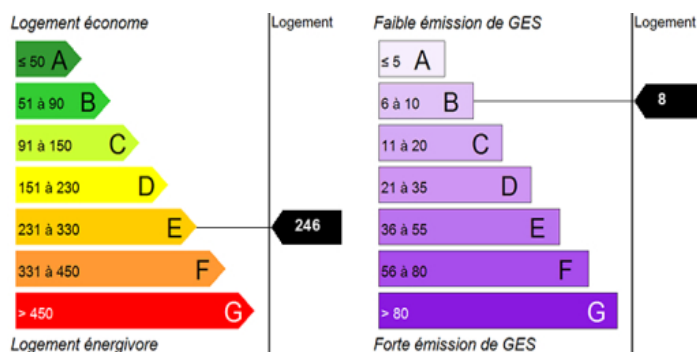 Logement économe
Logement
≤ 50 A
51 à 90 B
91 à 150 C
151 à 230 D
231 à 330 E
246
331 à 450 F
> 450 G
Logement énergivore
Faible émission de GES
Logement
≤ 5 A
6 à 10 B
8
11 à 20 C
21 à 35 D
36 à 55 E
56 à 80 F
> 80 G
Forte émission de GES